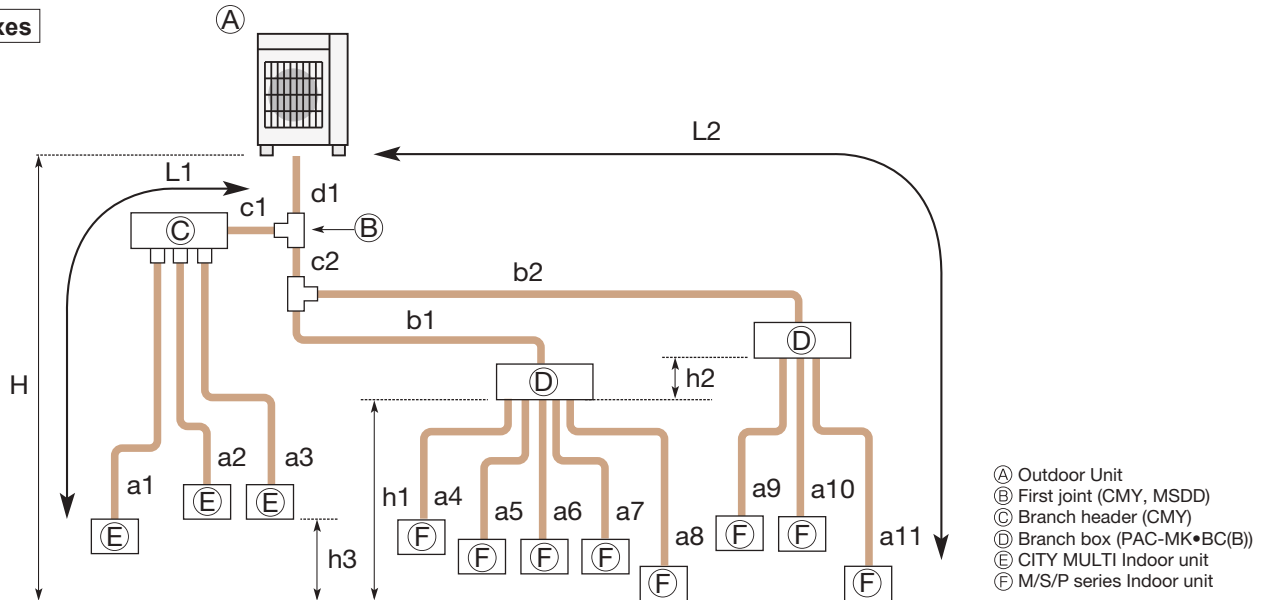 Ⓐ
L2
L1
d1
c1
Ⓒ
Ⓑ
c2
b2
b1
Ⓓ
Ⓓ
h2
H
a1
a2
a3
Ⓔ
Ⓔ
Ⓔ
h3
h1
a4
a5
a6
a7
a8
Ⓕ
Ⓕ
Ⓕ
Ⓕ
Ⓕ
a9
a10
a11
Ⓕ
Ⓕ
Ⓕ
Ⓐ Outdoor Unit
Ⓑ First joint (CMY, MSDD)
Ⓒ Branch header (CMY)
Ⓓ Branch box (PAC-MK•BC(B))
Ⓔ CITY MULTI Indoor unit
Ⓕ M/S/P series Indoor unit